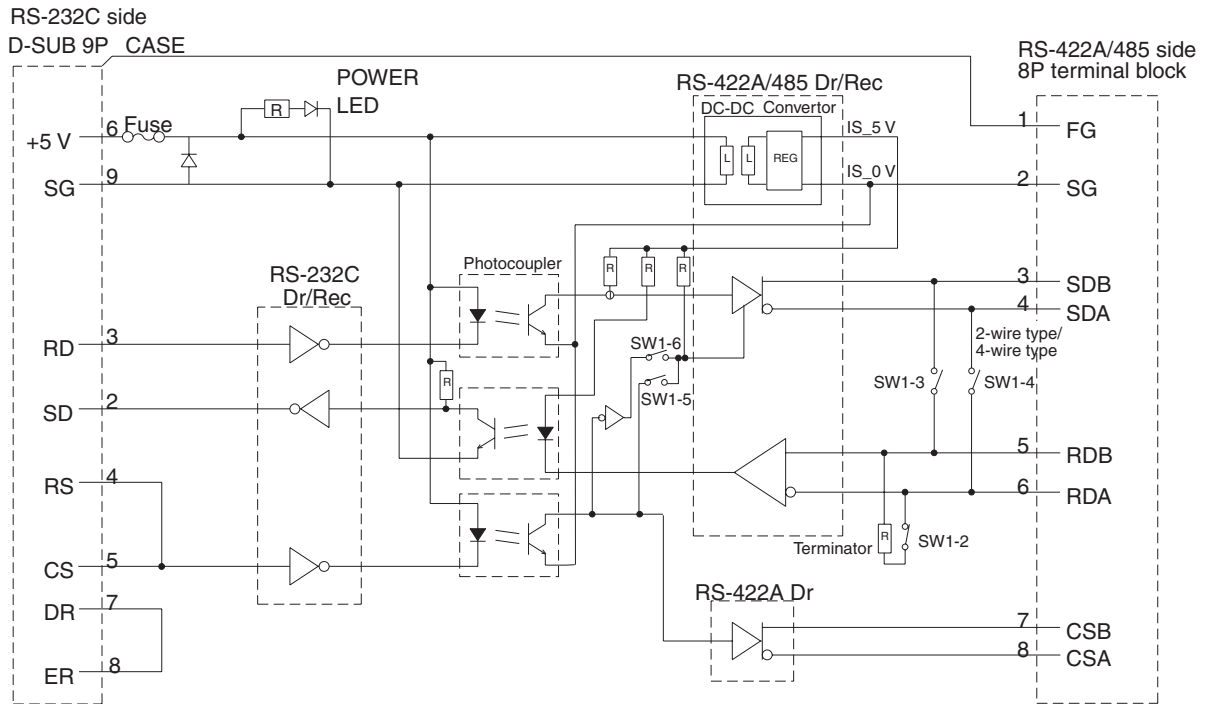 RS-232C side
D-SUB 9P CASE
RS-422A/485 side
8P terminal block
POWER
LED
RS-422A/485 Dr/Rec
DC-DC Convertor
R
+5 V
6
Fuse
L
L
REG
IS_5 V
1
FG
SG
9
IS_0 V
2
SG
RS-232C
Dr/Rec
Photocoupler
R
R
R
3
SDB
4
SDA
RD
3
SW1-6
2-wire type/
4-wire type
R
SW1-5
SW1-3
SW1-4
SD
2
5
RDB
RS
4
6
RDA
Terminator
R
SW1-2
CS
5
DR
7
RS-422A Dr
7
CSB
8
CSA
ER
8